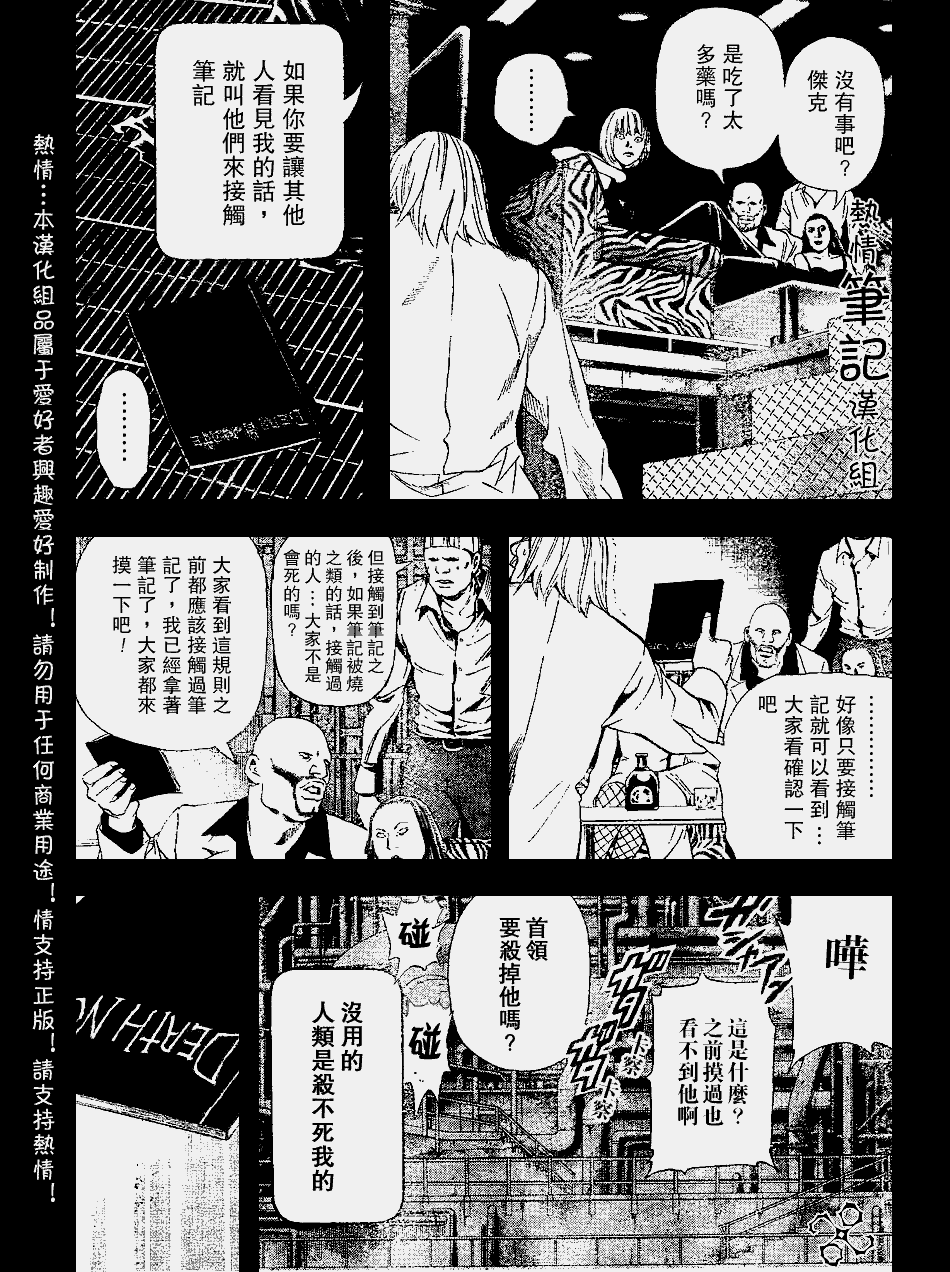 沒有事吧？
傑克
是吃了太
多藥嗎？
⋯⋯⋯
熱情筆記漢化組
如果你要讓其他
人看見我的話，
就叫他們來接觸
筆記
⋯⋯⋯
⋯⋯⋯⋯⋯
好像只要接觸筆
記就可以看到⋯
大家看確認一下
吧
但接觸到筆記之
後，如果筆記被燒
之類的話，接觸過
的人⋯大家不是
會死的嗎？
大家看到這規則之
前都應該接觸過筆
記了，我已經拿著
筆記了，大家都來
摸一下吧！
嘩
シャアッ
這是什麼？
之前摸過也
看不到他啊
卡察
卡察
首領
要殺掉他嗎？
碰
碰
沒用的
人類是殺不死我的
DEATH NO
熱情⋯本漢化組品屬于愛好者興趣愛好制作！請勿用于任何商業用途！情支持正版！請支持熱情！